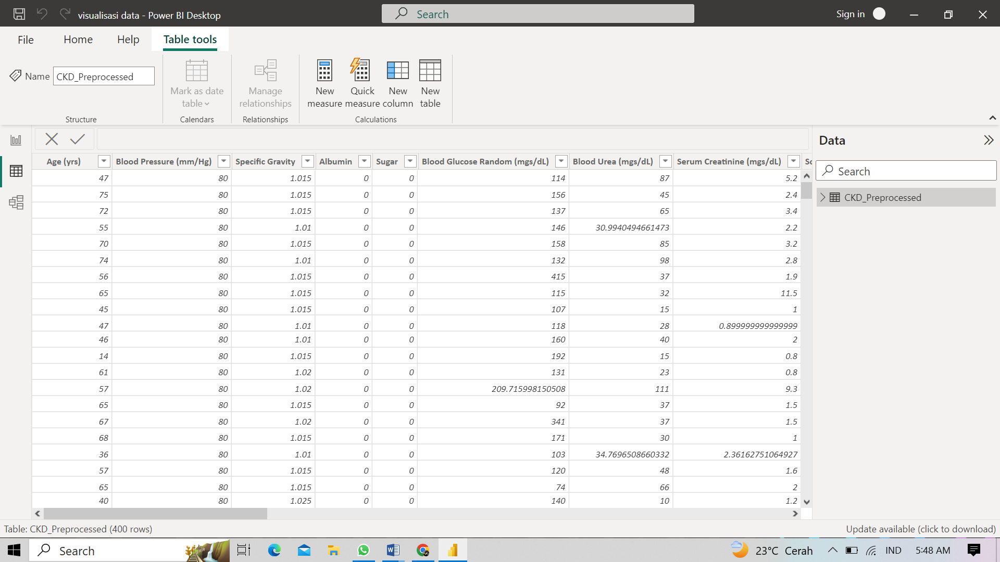 visualisasi data - Power BI Desktop
Search
Sign in
File Home Help Table tools
Name CKD_Preprocessed
Mark as date table
Manage relationships
New measure
Quick measure
New column
New table
Structure Calendars Relationships Calculations
Data
Search
CKD_Preprocessed
Age (yrs) Blood Pressure (mm/Hg) Specific Gravity Albumin Sugar Blood Glucose Random (mgs/dL) Blood Urea (mgs/dL) Serum Creatinine (mgs/dL)
47 80 1.015 0 0 114 87 5.2
75 80 1.015 0 0 156 45 2.4
72 80 1.015 0 0 137 65 3.4
55 80 1.01 0 0 146 30.9940494661473 2.2
70 80 1.015 0 0 158 85 3.2
74 80 1.01 0 0 132 98 2.8
56 80 1.015 0 0 415 37 1.9
65 80 1.015 0 0 115 32 11.5
45 80 1.015 0 0 107 15 1
47 80 1.01 0 0 118 28 0.899999999999999
46 80 1.01 0 0 160 40 2
14 80 1.015 0 0 192 15 0.8
61 80 1.02 0 0 131 23 0.8
57 80 1.02 0 0 209.715998150508 111 9.3
65 80 1.015 0 0 92 37 1.5
67 80 1.02 0 0 341 37 1.5
68 80 1.015 0 0 171 30 1
36 80 1.01 0 0 103 34.7696508660332 2.36162751064927
57 80 1.015 0 0 120 48 1.6
65 80 1.015 0 0 74 66 2
40 80 1.025 0 0 140 10 1.2
Table: CKD_Preprocessed (400 rows)
Update available (click to download)
Search
23°C Cerah
IND
5:48 AM